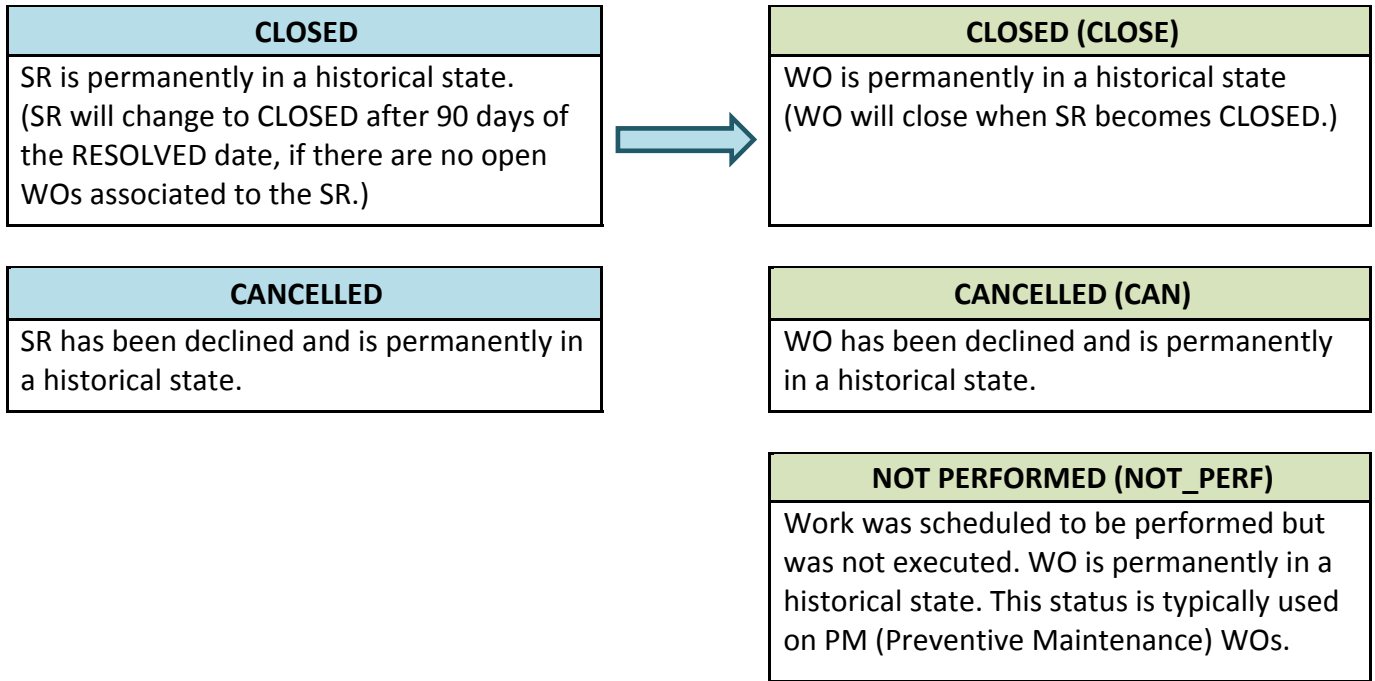 CLOSED
SR is permanently in a historical state.
(SR will change to CLOSED after 90 days of
the RESOLVED date, if there are no open
WOs associated to the SR.)
CLOSED (CLOSE)
WO is permanently in a historical state
(WO will close when SR becomes CLOSED.)
CANCELLED
SR has been declined and is permanently in
a historical state.
CANCELLED (CAN)
WO has been declined and is permanently
in a historical state.
NOT PERFORMED (NOT_PERF)
Work was scheduled to be performed but
was not executed. WO is permanently in a
historical state. This status is typically used
on PM (Preventive Maintenance) WOs.